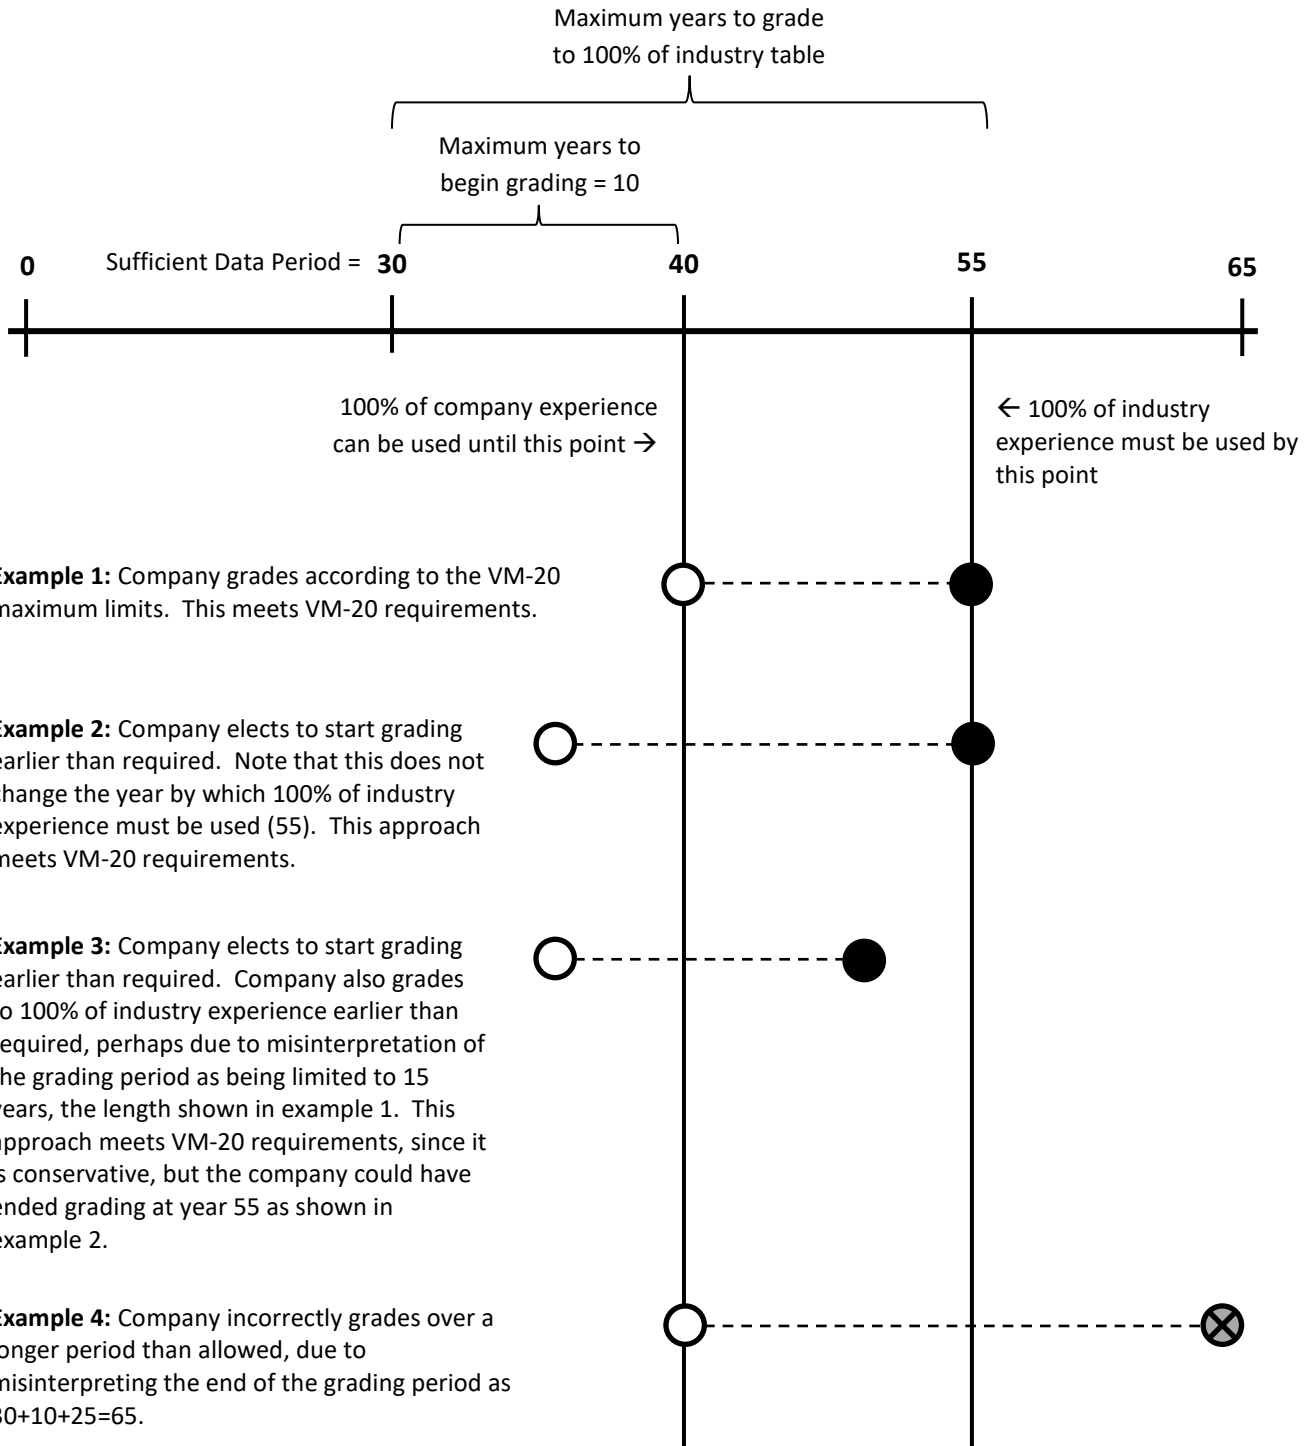 Maximum years to grade
to 100% of industry table
Maximum years to
begin grading = 10
0 Sufficient Data Period = 30 40 55 65
100% of company experience
can be used until this point →
← 100% of industry
experience must be used by
this point
Example 1: Company grades according to the VM-20
maximum limits. This meets VM-20 requirements.
Example 2: Company elects to start grading
earlier than required. Note that this does not
change the year by which 100% of industry
experience must be used (55). This approach
meets VM-20 requirements.
Example 3: Company elects to start grading
earlier than required. Company also grades
to 100% of industry experience earlier than
required, perhaps due to misinterpretation of
the grading period as being limited to 15
years, the length shown in example 1. This
approach meets VM-20 requirements, since it
is conservative, but the company could have
ended grading at year 55 as shown in
example 2.
Example 4: Company incorrectly grades over a
longer period than allowed, due to
misinterpreting the end of the grading period as
30+10+25=65.